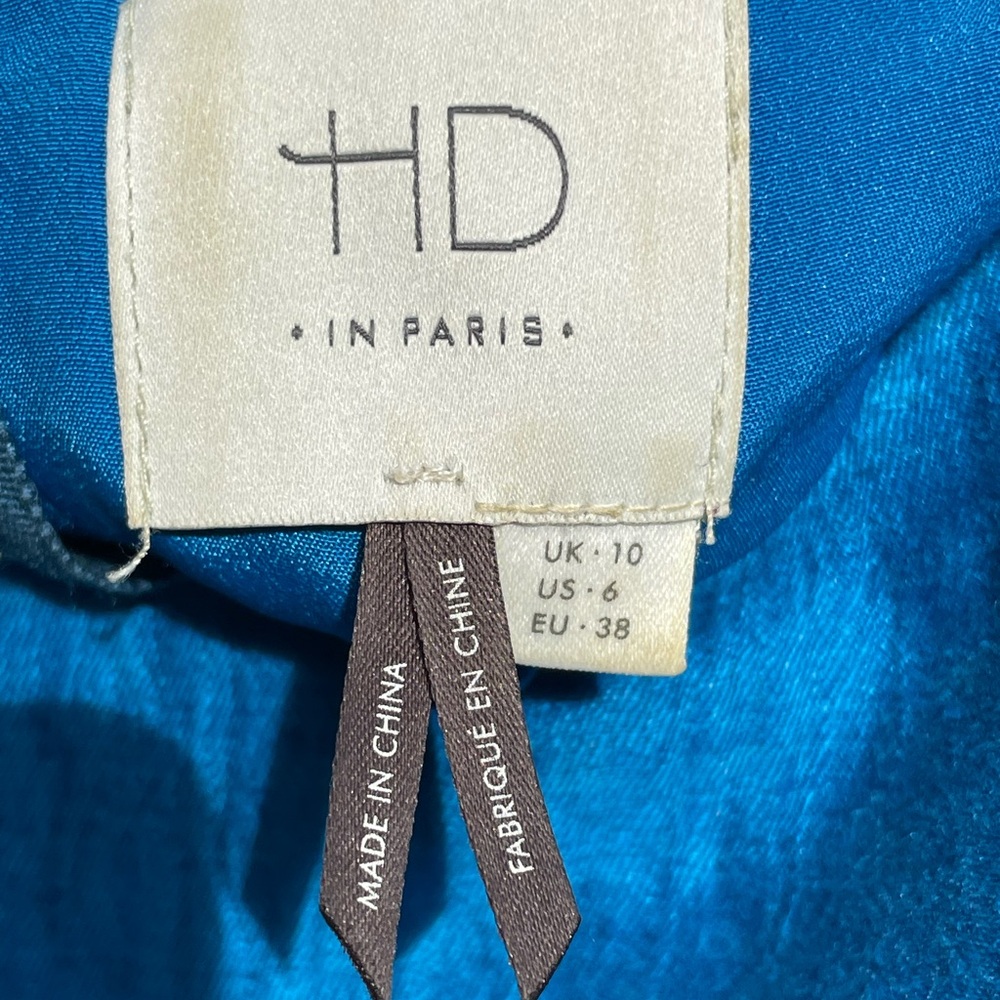 HD
• IN PARIS •
UK • 10
US • 6
EU • 38
MADE IN CHINA
FABRIQUÉ EN CHINE